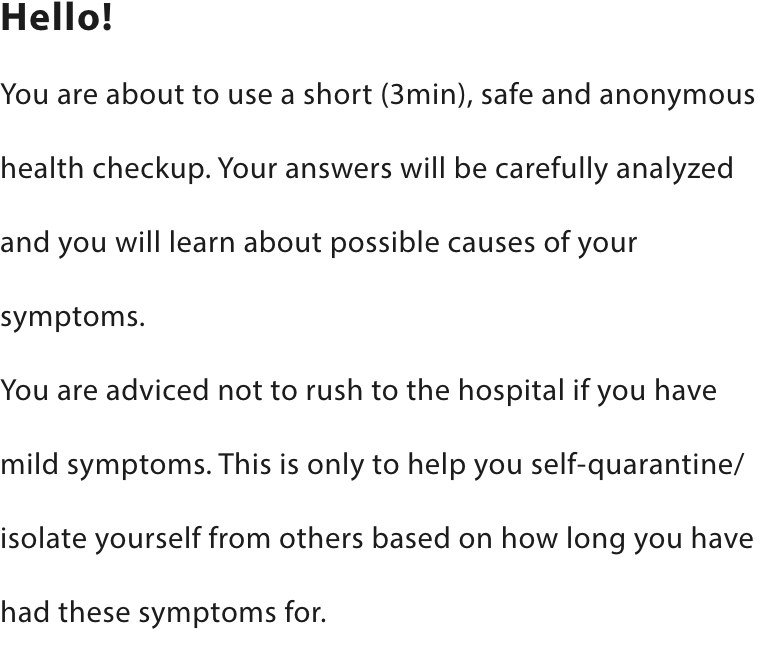 Hello!
You are about to use a short (3min), safe and anonymous
health checkup. Your answers will be carefully analyzed
and you will learn about possible causes of your
symptoms.
You are adviced not to rush to the hospital if you have
mild symptoms. This is only to help you self-quarantine/
isolate yourself from others based on how long you have
had these symptoms for.